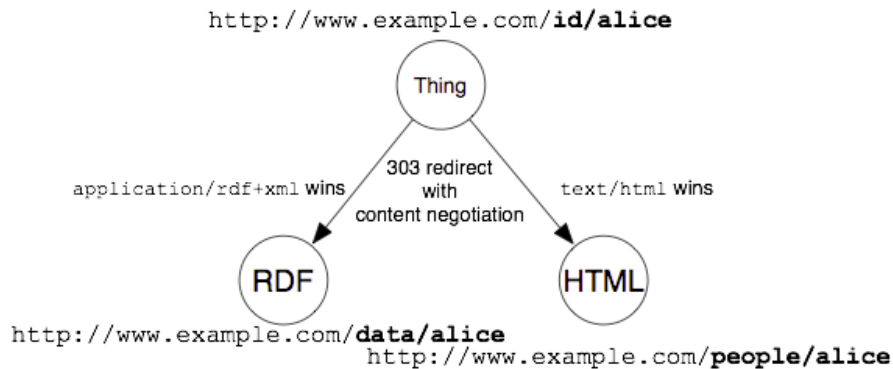 http://www.example.com/id/alice
Thing
303 redirect
with
content negotiation
application/rdf+xml wins
text/html wins
RDF
HTML
http://www.example.com/data/alice
http://www.example.com/people/alice